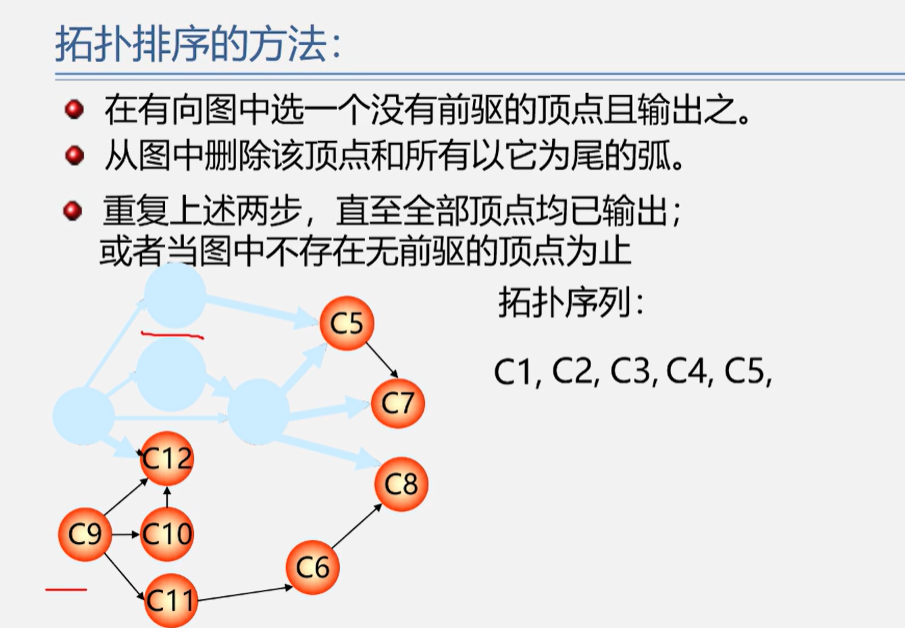 拓扑排序的方法：
在有向图中选一个没有前驱的顶点且输出之。
从图中删除该顶点和所有以它为尾的弧。
重复上述两步，直至全部顶点均已输出；
或者当图中不存在无前驱的顶点为止
拓扑序列：
C1, C2, C3, C4, C5,
C5
C7
C12
C8
C9
C10
C6
C11